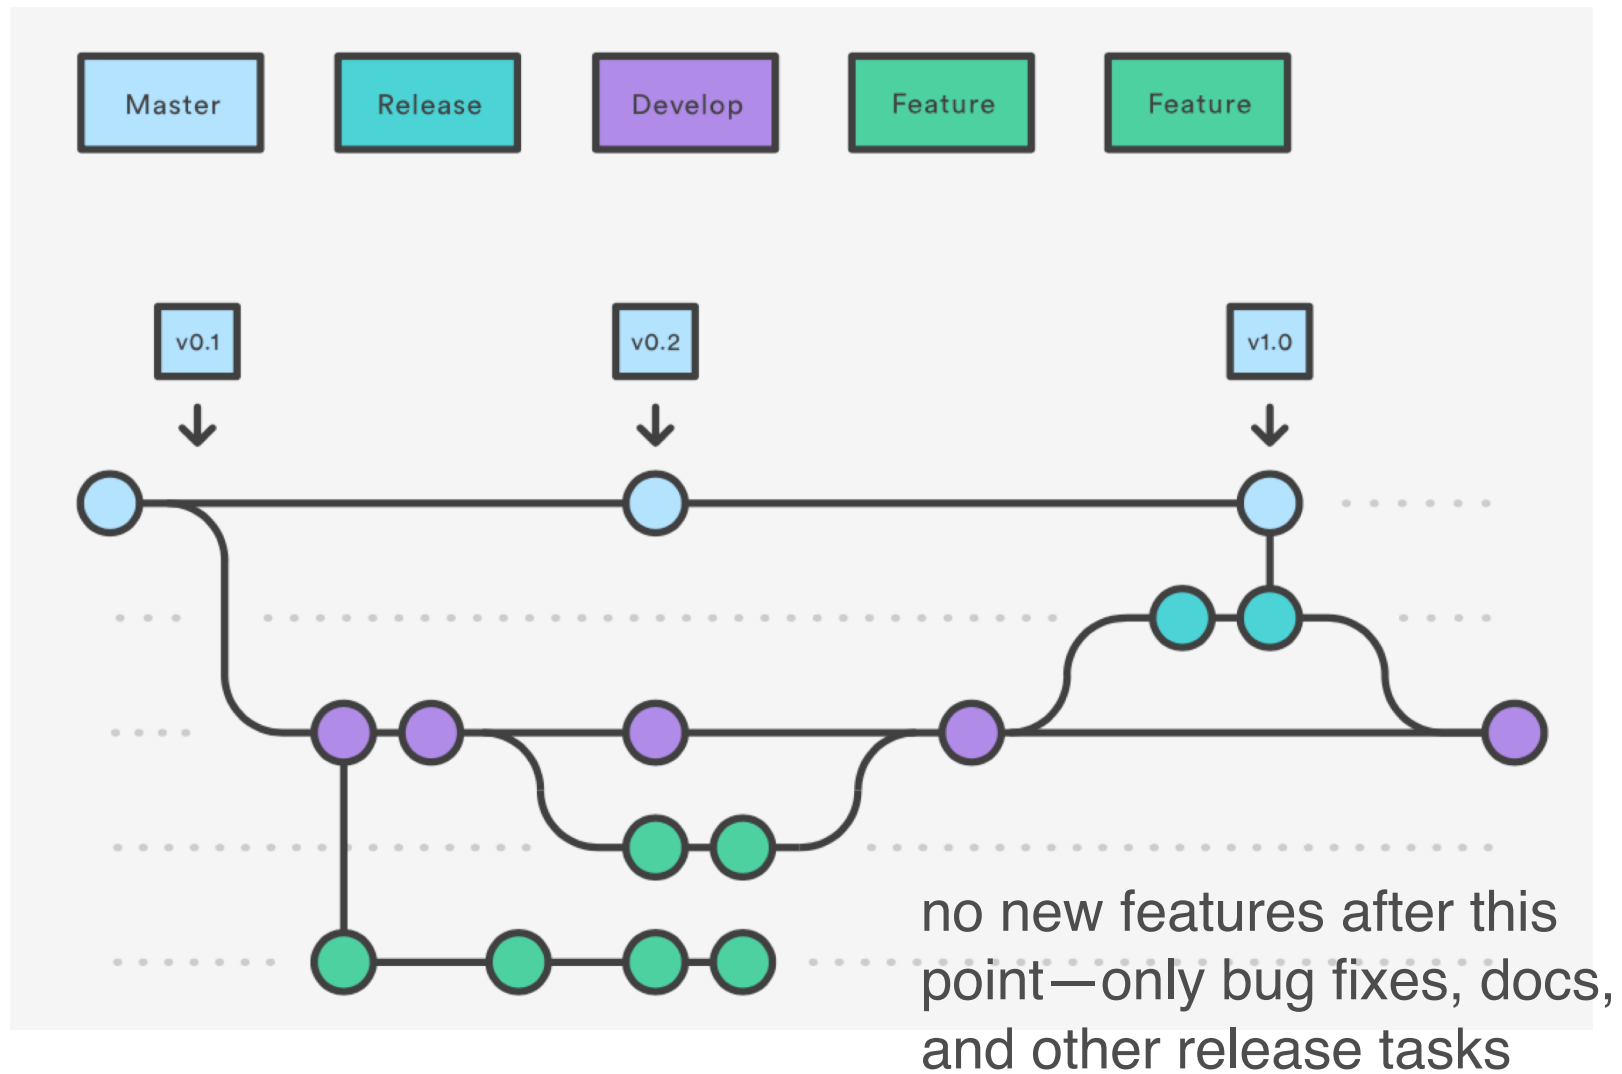 Master
Release
Develop
Feature
Feature
v0.1
v0.2
v1.0
no new features after this
point—only bug fixes, docs,
and other release tasks